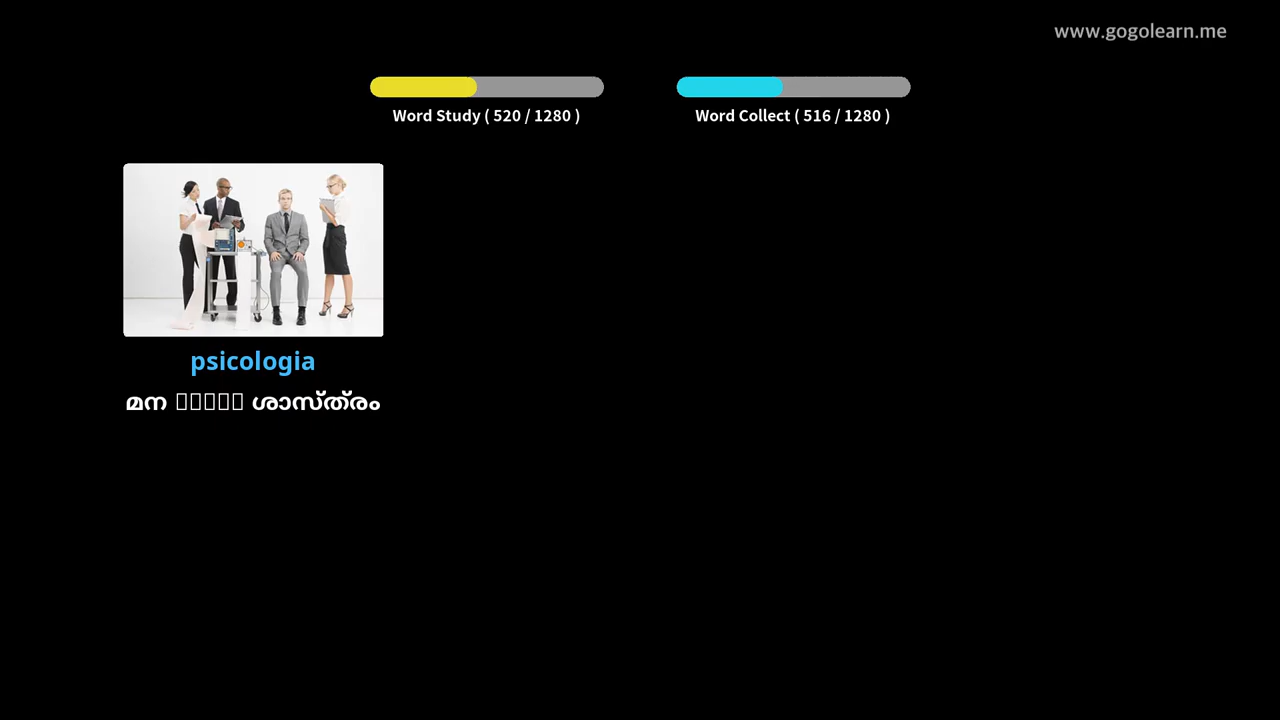 www.gogolearn.me
Word Study ( 520 / 1280 )
Word Collect ( 516 / 1280 )
psicologia
മന ശാസ്ത്രം